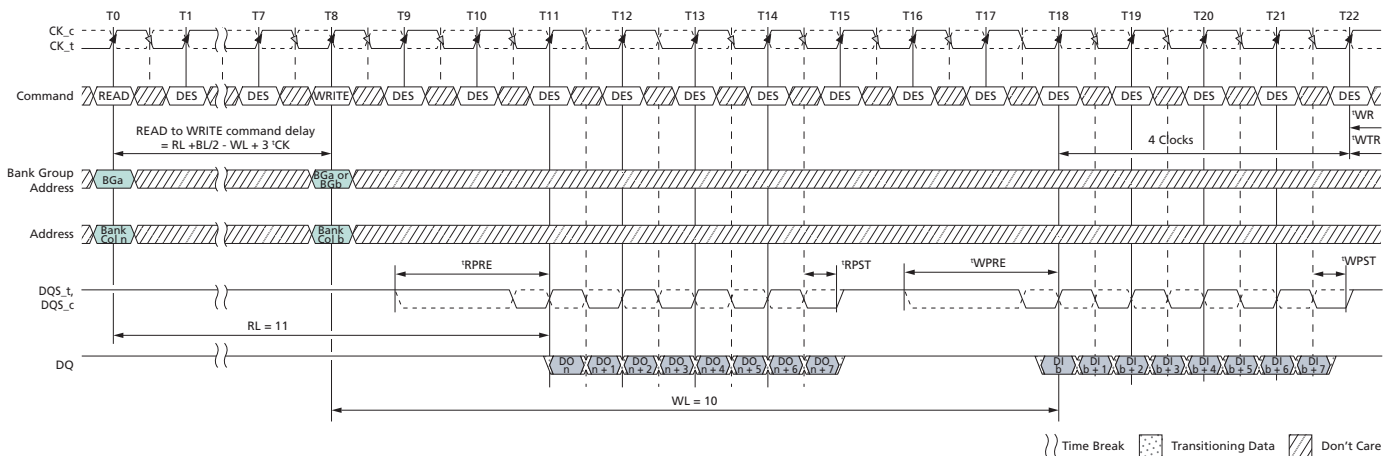 T0 T1 T7 T8 T9 T10 T11 T12 T13 T14 T15 T16 T17 T18 T19 T20 T21 T22
CK_c
CK_t
Command READ DES DES WRITE DES DES DES DES DES DES DES DES DES DES DES DES DES DES
READ to WRITE command delay
= RL +BL/2 - WL + 3 tCK
tWR
4 Clocks tWTR
Bank Group
Address
BGa
BGa or
BGb
Address
Bank
Col n
Bank
Col b
tRPRE tRPST tWPRE tWPST
DQS_t,
DQS_c
RL = 11
DQ
DO
n
DO
n + 1
DO
n + 2
DO
n + 3
DO
n + 4
DO
n + 5
DO
n + 6
DO
n + 7
DI
b
DI
b + 1
DI
b + 2
DI
b + 3
DI
b + 4
DI
b + 5
DI
b + 6
DI
b + 7
WL = 10
Time Break Transitioning Data Don't Care